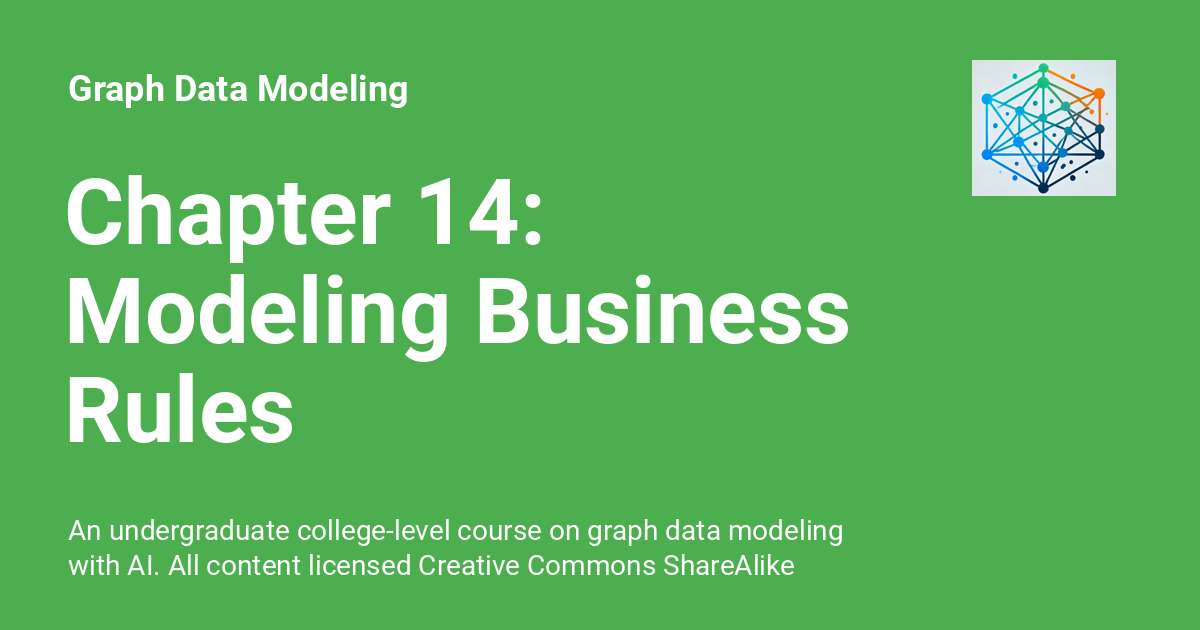 Graph Data Modeling
Chapter 14:
Modeling Business
Rules
An undergraduate college-level course on graph data modeling
with AI. All content licensed Creative Commons ShareAlike